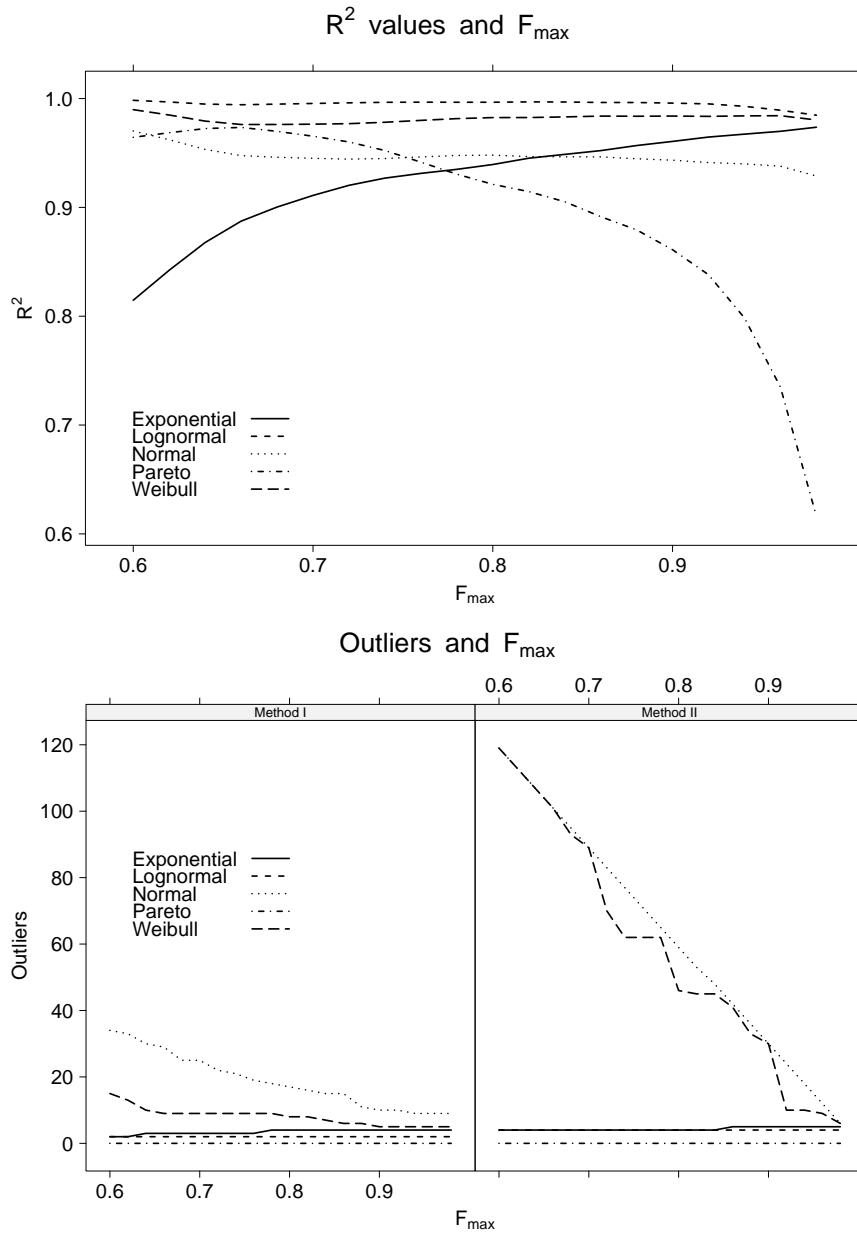 R² values and Fmax
1.0
0.9
0.8
0.7
0.6
R²
Exponential
Lognormal
Normal
Pareto
Weibull
0.6 0.7 0.8 0.9
Fmax
Outliers and Fmax
0.6 0.7 0.8 0.9
Method I Method II
120
100
80
60
40
20
0
Outliers
Exponential
Lognormal
Normal
Pareto
Weibull
0.6 0.7 0.8 0.9
Fmax